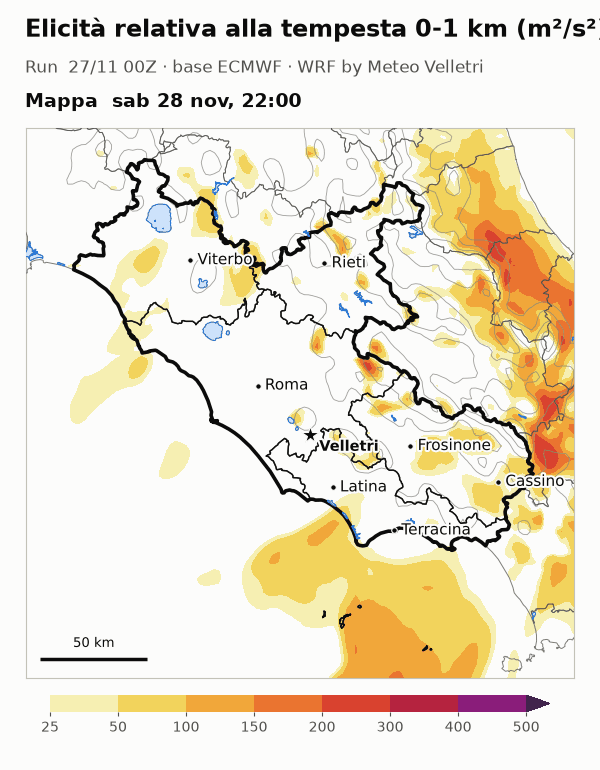 Elicità relativa alla tempesta 0-1 km (m²/s²)
Run 27/11 00Z · base ECMWF · WRF by Meteo Velletri
Mappa sab 28 nov, 22:00
Viterbo
Rieti
Roma
Velletri
Frosinone
Cassino
Latina
Terracina
50 km
25 50 100 150 200 300 400 500